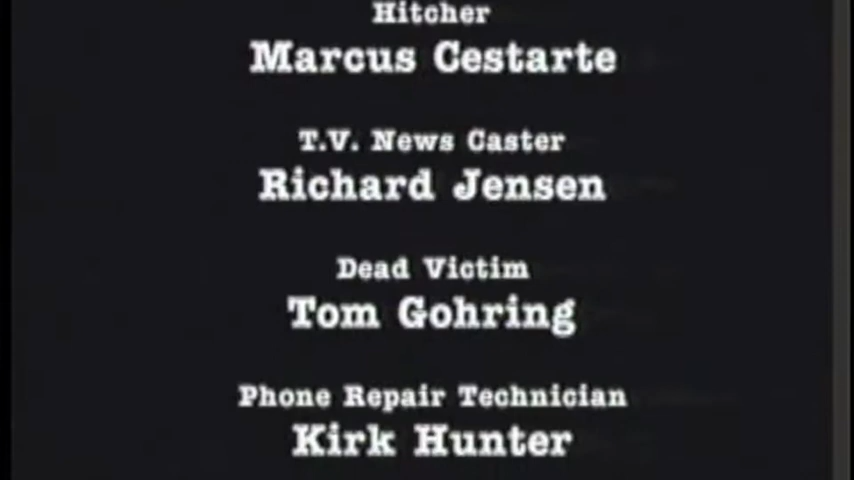 Hitcher
Marcus Cestarte
T.V. News Caster
Richard Jensen
Dead Victim
Tom Gohring
Phone Repair Technician
Kirk Hunter